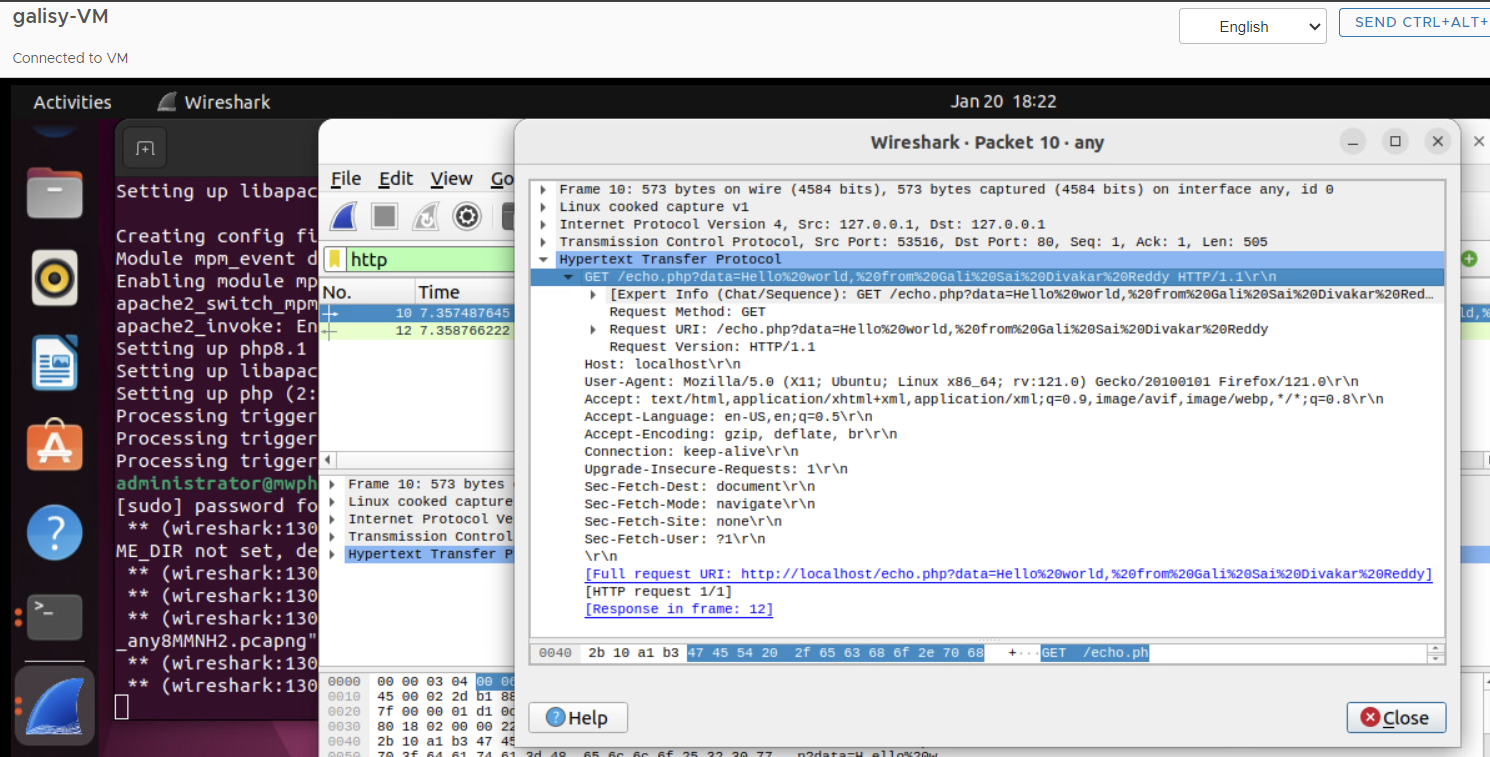 galisy-VM
English
SEND CTRL+ALT+
Connected to VM
Activities
Wireshark
Jan 20 18:22
Setting up libapac
Creating config fi
Module mpm_event d
Enabling module mp
apache2_switch_mpm
apache2_invoke: En
Setting up php8.1
Setting up libapac
Setting up php (2:
Processing trigger
Processing trigger
Processing trigger
administrator@mwph
[sudo] password fo
** (wireshark:130
ME_DIR not set, de
** (wireshark:130
** (wireshark:130
** (wireshark:130
_any8MMNH2.pcapng"
** (wireshark:130
** (wireshark:130
File Edit View Go
http
No. Time
10 7.357487645
12 7.358766222
Frame 10: 573 bytes
Linux cooked capture
Internet Protocol Ve
Transmission Control
Hypertext Transfer P
0000 00 00 03 04 00 06
0010 45 00 02 2d b1 88
0020 7f 00 00 01 d1 0c
0030 80 18 02 00 00 22
0040 2b 10 a1 b3 47 45
0050 70 3f 64 61 74 61 3d 48 65 6c 6c 6f 25 32 30 77 p?data=H ello%20w
Wireshark · Packet 10 · any
Frame 10: 573 bytes on wire (4584 bits), 573 bytes captured (4584 bits) on interface any, id 0
Linux cooked capture v1
Internet Protocol Version 4, Src: 127.0.0.1, Dst: 127.0.0.1
Transmission Control Protocol, Src Port: 53516, Dst Port: 80, Seq: 1, Ack: 1, Len: 505
Hypertext Transfer Protocol
GET /echo.php?data=Hello%20world,%20from%20Gali%20Sai%20Divakar%20Reddy HTTP/1.1\r\n
[Expert Info (Chat/Sequence): GET /echo.php?data=Hello%20world,%20from%20Gali%20Sai%20Divakar%20Red…
Request Method: GET
Request URI: /echo.php?data=Hello%20world,%20from%20Gali%20Sai%20Divakar%20Reddy
Request Version: HTTP/1.1
Host: localhost\r\n
User-Agent: Mozilla/5.0 (X11; Ubuntu; Linux x86_64; rv:121.0) Gecko/20100101 Firefox/121.0\r\n
Accept: text/html,application/xhtml+xml,application/xml;q=0.9,image/avif,image/webp,*/*;q=0.8\r\n
Accept-Language: en-US,en;q=0.5\r\n
Accept-Encoding: gzip, deflate, br\r\n
Connection: keep-alive\r\n
Upgrade-Insecure-Requests: 1\r\n
Sec-Fetch-Dest: document\r\n
Sec-Fetch-Mode: navigate\r\n
Sec-Fetch-Site: none\r\n
Sec-Fetch-User: ?1\r\n
\r\n
[Full request URI: http://localhost/echo.php?data=Hello%20world,%20from%20Gali%20Sai%20Divakar%20Reddy]
[HTTP request 1/1]
[Response in frame: 12]
0040 2b 10 a1 b3 47 45 54 20 2f 65 63 68 6f 2e 70 68 +···GET /echo.ph
Help
Close
ld,%